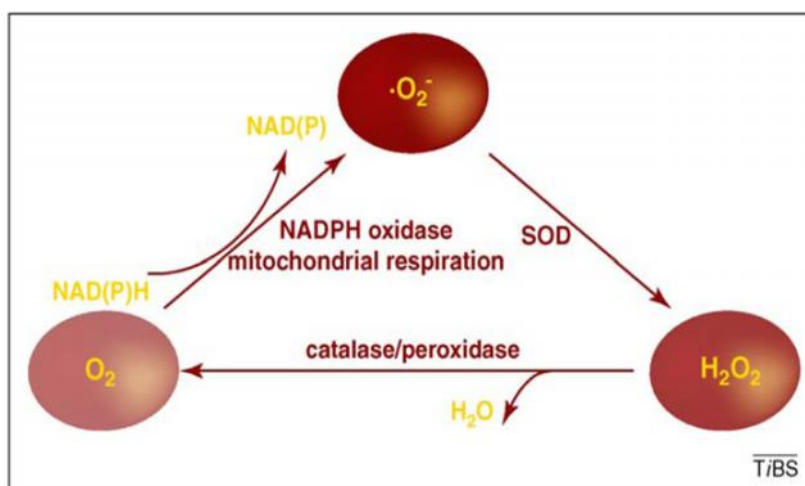 ·O₂⁻
NAD(P)
NADPH oxidase
mitochondrial respiration
SOD
NAD(P)H
O₂
catalase/peroxidase
H₂O₂
H₂O
TiBS